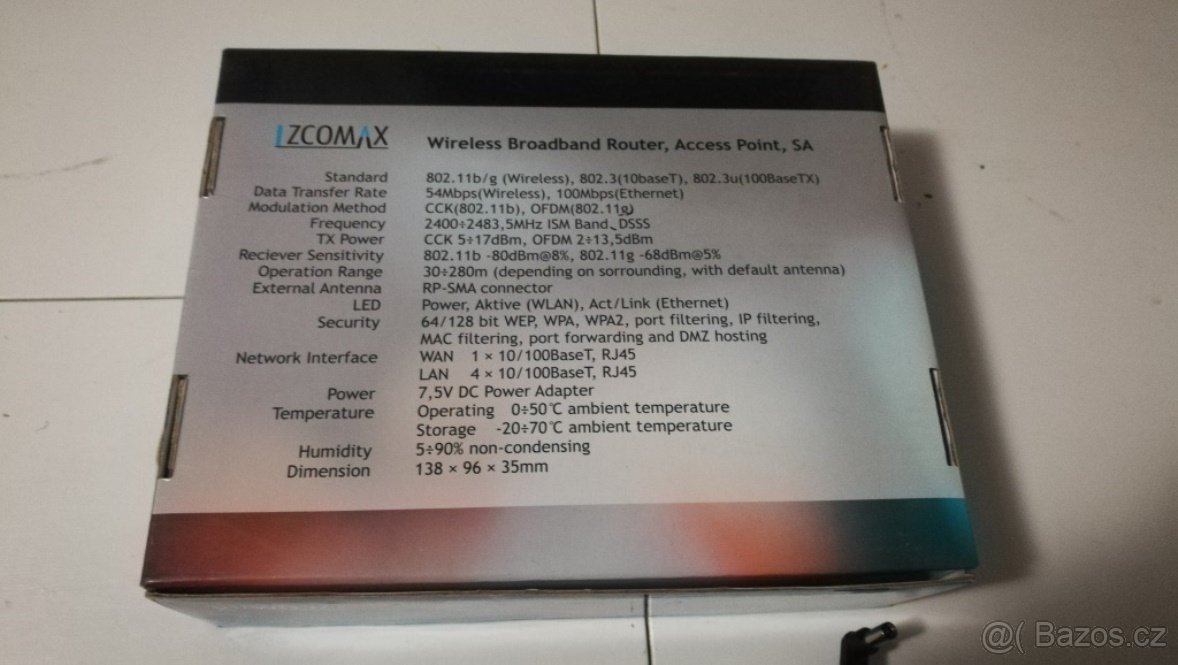 ZCOMAX
Wireless Broadband Router, Access Point, SA
Standard 802.11b/g (Wireless), 802.3(10baseT), 802.3u(100BaseTX)
Data Transfer Rate 54Mbps(Wireless), 100Mbps(Ethernet)
Modulation Method CCK(802.11b), OFDM(802.11g)
Frequency 2400÷2483,5MHz ISM Band、DSSS
TX Power CCK 5÷17dBm, OFDM 2÷13,5dBm
Reciever Sensitivity 802.11b -80dBm@8%, 802.11g -68dBm@5%
Operation Range 30÷280m (depending on sorrounding, with default antenna)
External Antenna RP-SMA connector
LED Power, Aktive (WLAN), Act/Link (Ethernet)
Security 64/128 bit WEP, WPA, WPA2, port filtering, IP filtering,
MAC filtering, port forwarding and DMZ hosting
Network Interface WAN 1 × 10/100BaseT, RJ45
LAN 4 × 10/100BaseT, RJ45
Power 7,5V DC Power Adapter
Temperature Operating 0÷50℃ ambient temperature
Storage -20÷70℃ ambient temperature
Humidity 5÷90% non-condensing
Dimension 138 × 96 × 35mm
@( Bazos.cz